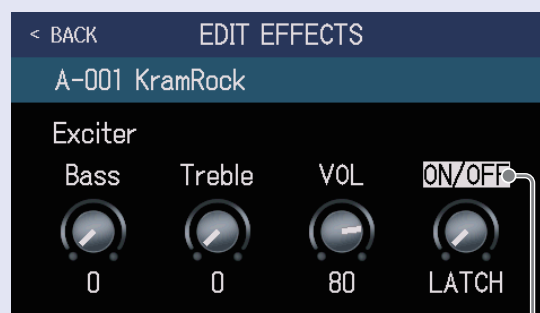 < BACK EDIT EFFECTS
A-001 KramRock
Exciter
Bass Treble VOL ON/OFF
0 0 80 LATCH